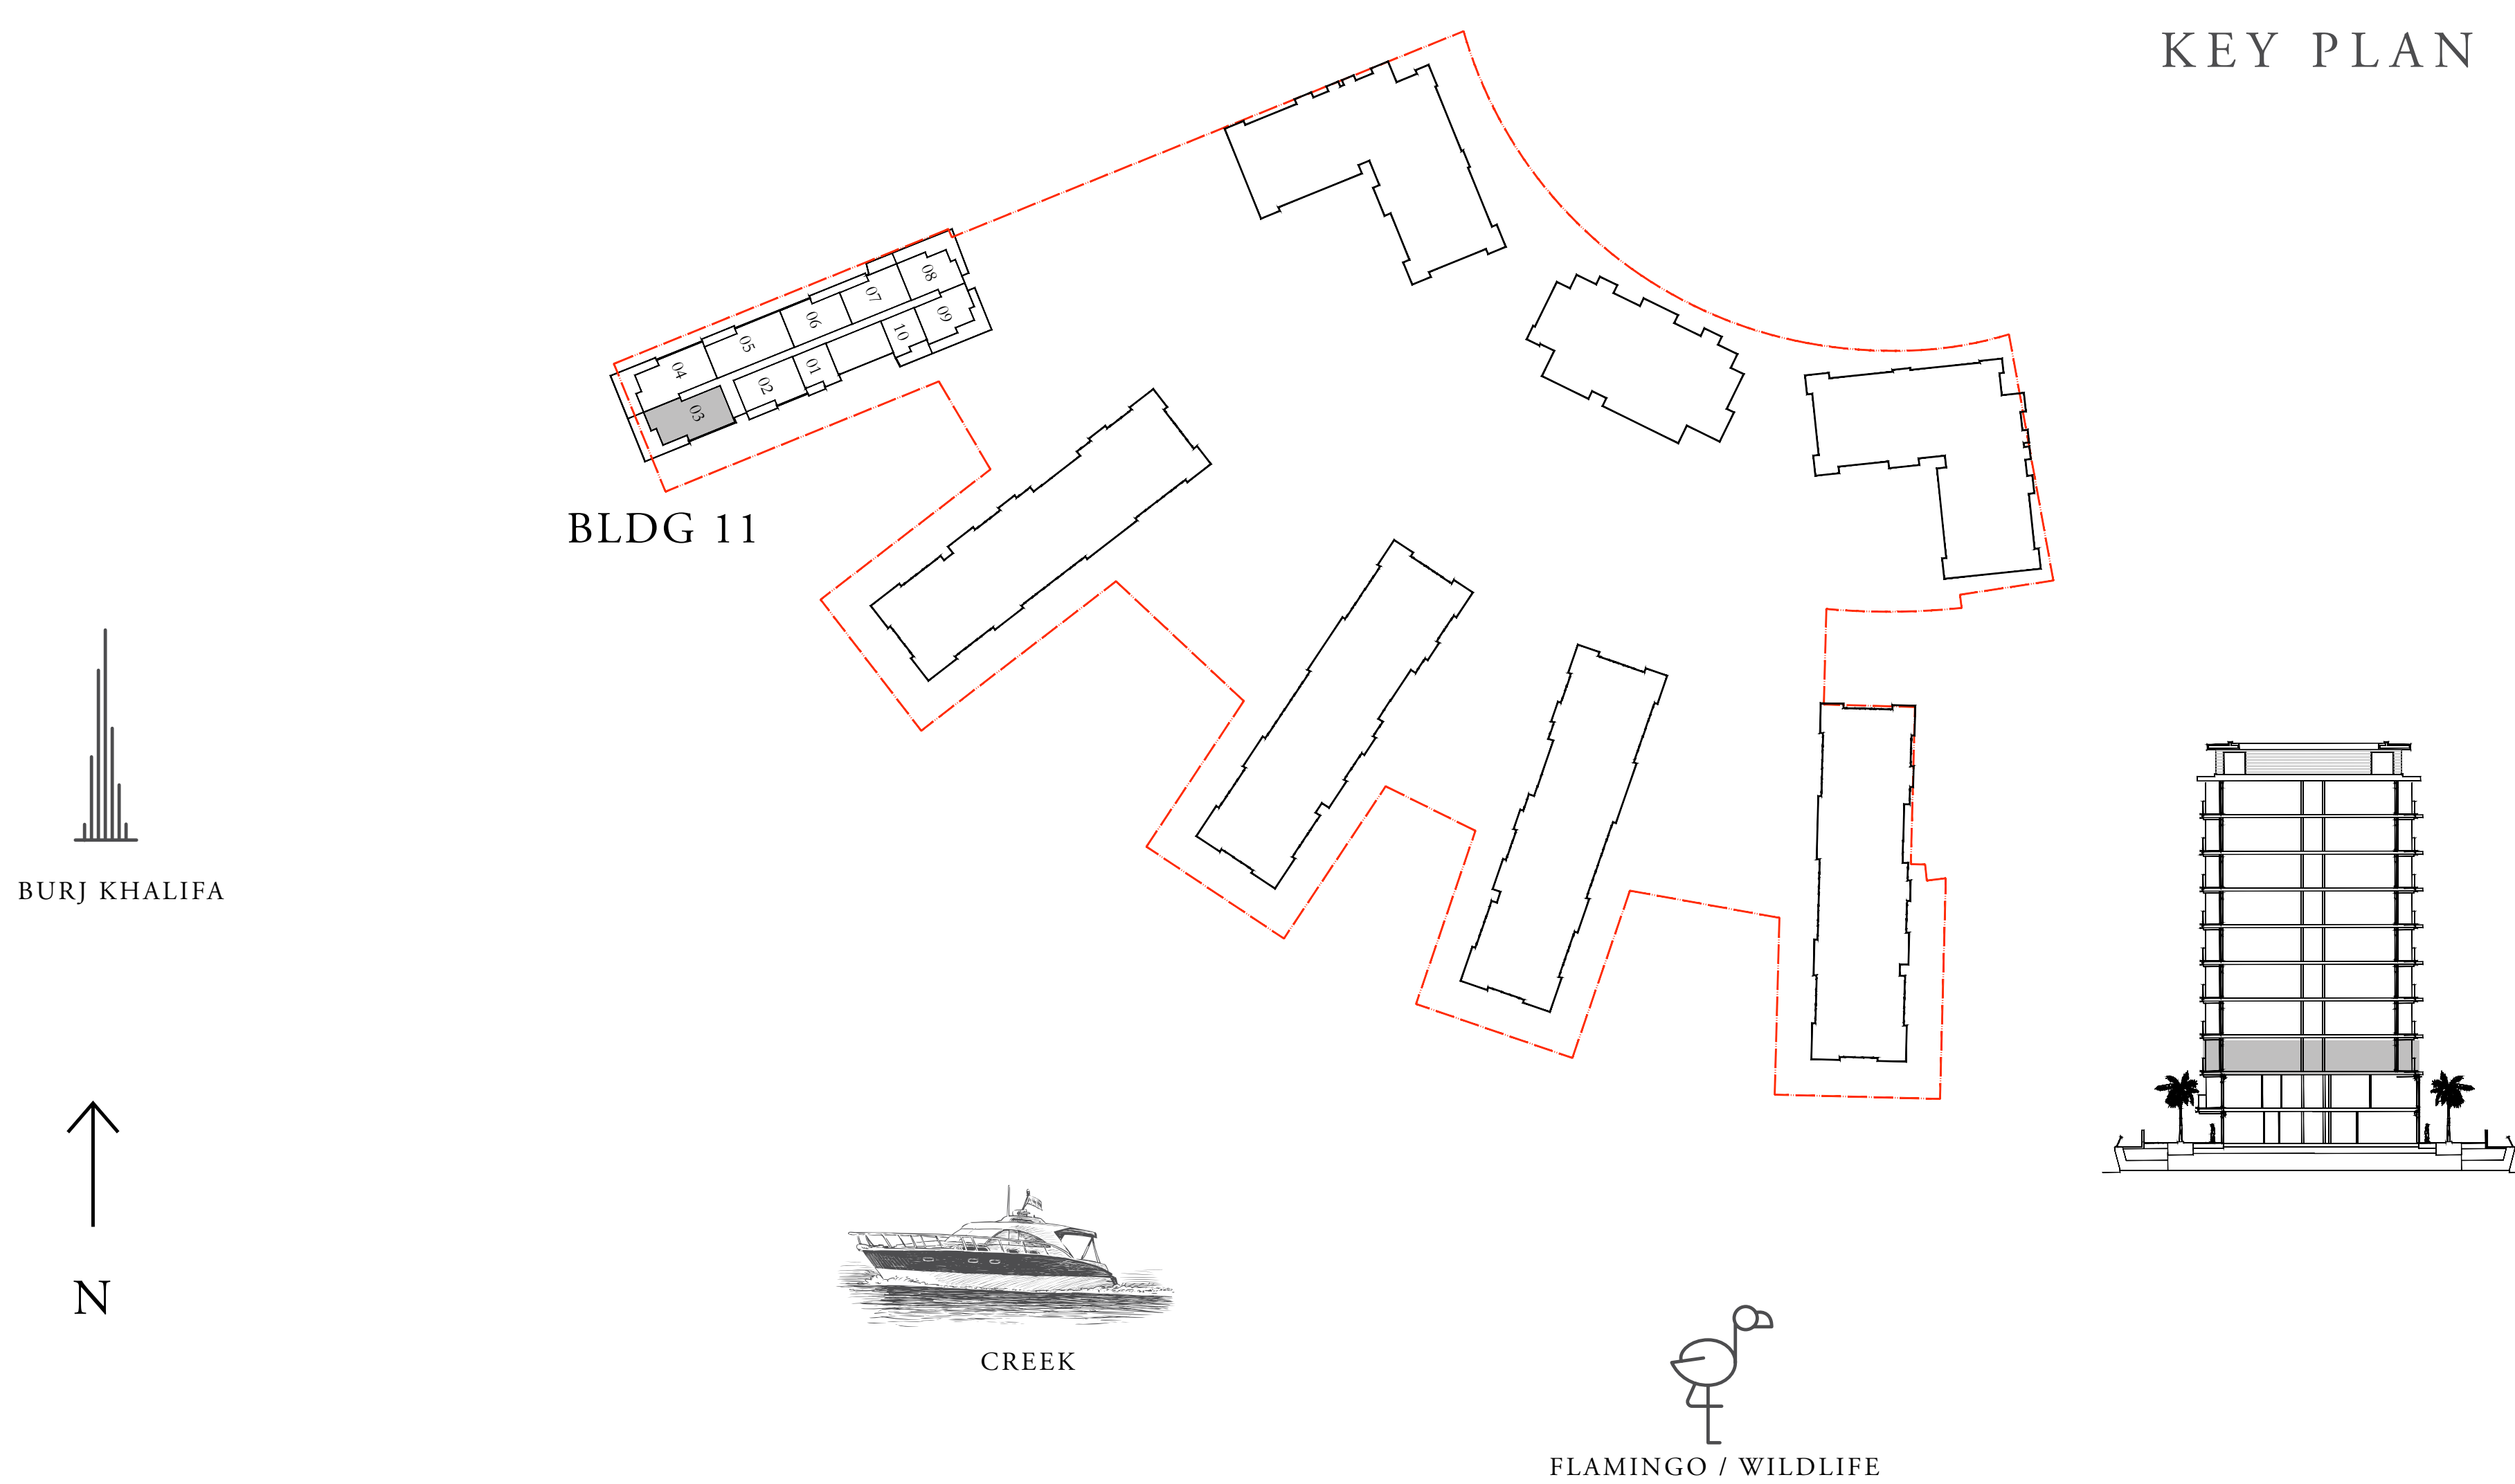 KEY PLAN
08
07
06
09
05
10
04
01
02
03
BLDG 11
BURJ KHALIFA
N
CREEK
FLAMINGO / WILDLIFE